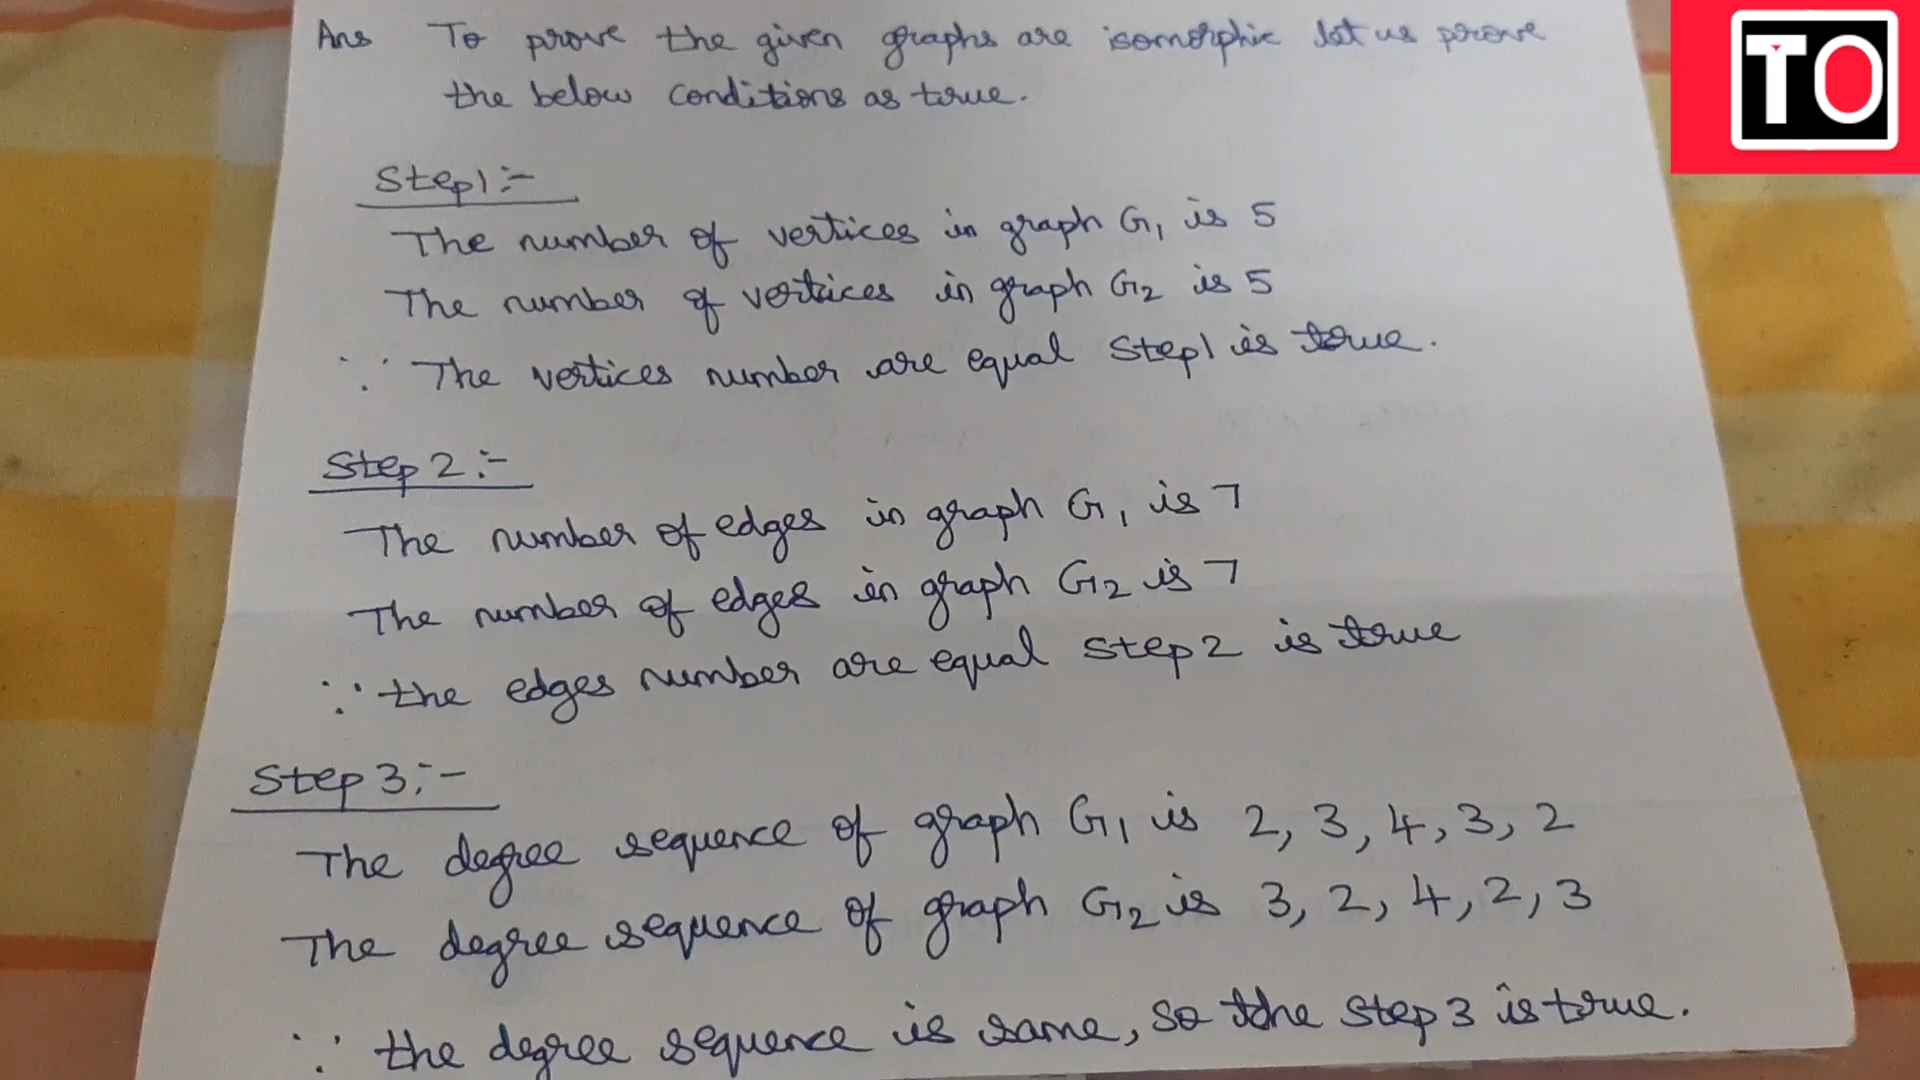 TO
Ans To prove the given graphs are isomorphic let us prove
the below conditions as true.
Step1:-
The number of vertices in graph G1 is 5
The number of vertices in graph G2 is 5
∵ The vertices number are equal Step1 is true.
Step 2:-
The number of edges in graph G1 is 7
The number of edges in graph G2 is 7
∵ the edges number are equal step 2 is true
Step 3:-
The degree sequence of graph G1 is 2, 3, 4, 3, 2
The degree sequence of graph G2 is 3, 2, 4, 2, 3
∵ the degree sequence is same, so the step 3 is true.